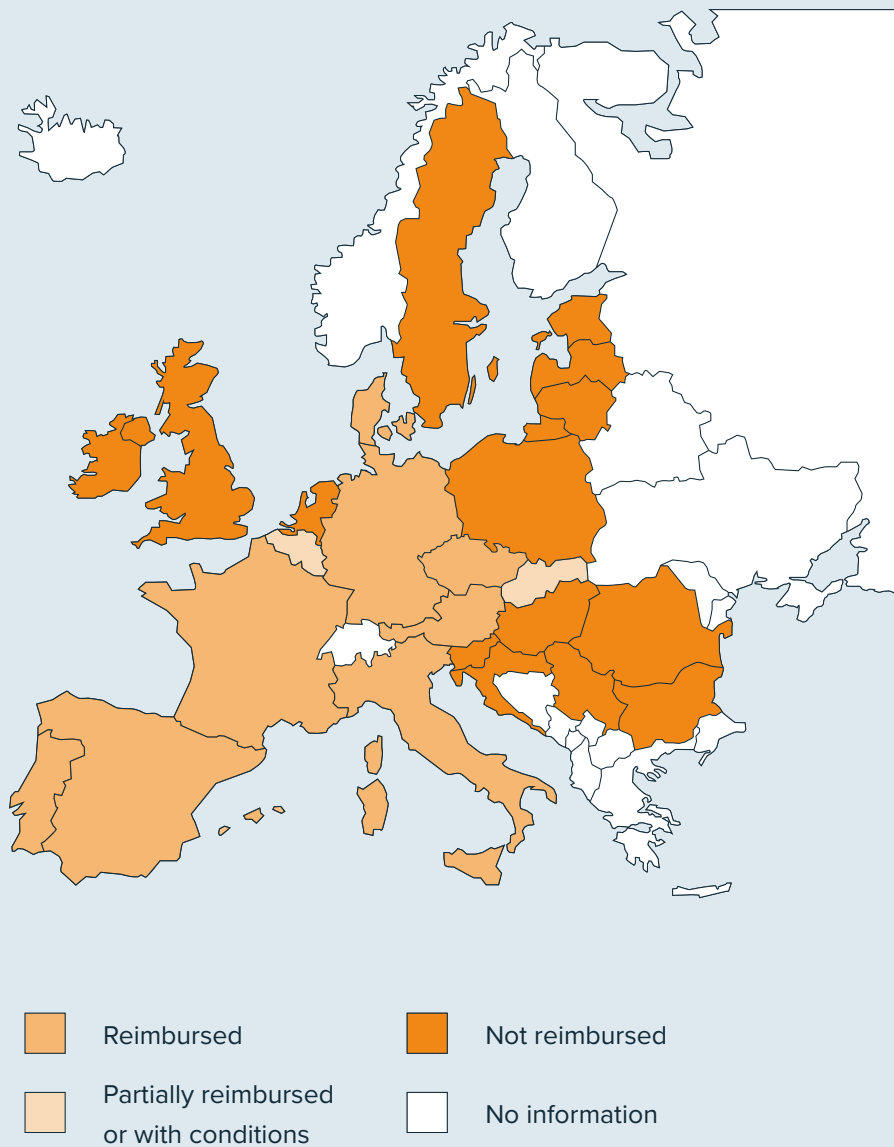 Reimbursed
Not reimbursed
Partially reimbursed
or with conditions
No information